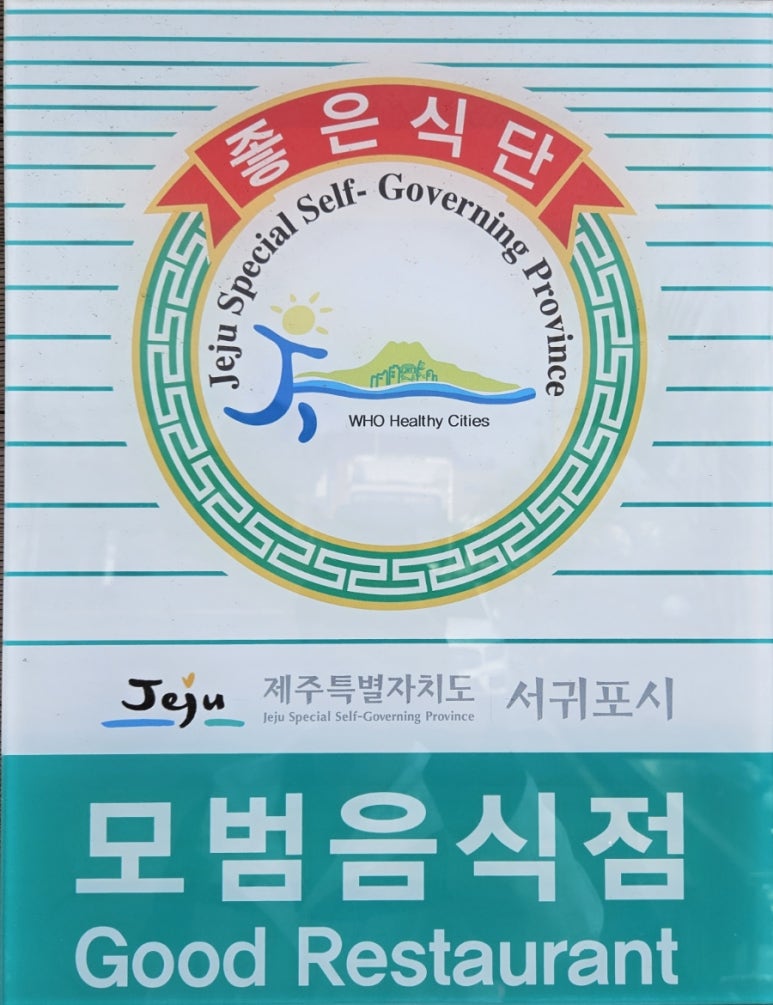 좋은식단
Jeju Special Self- Governing Province
WHO Healthy Cities
Jeju 제주특별자치도 서귀포시
Jeju Special Self-Governing Province
모범음식점
Good Restaurant